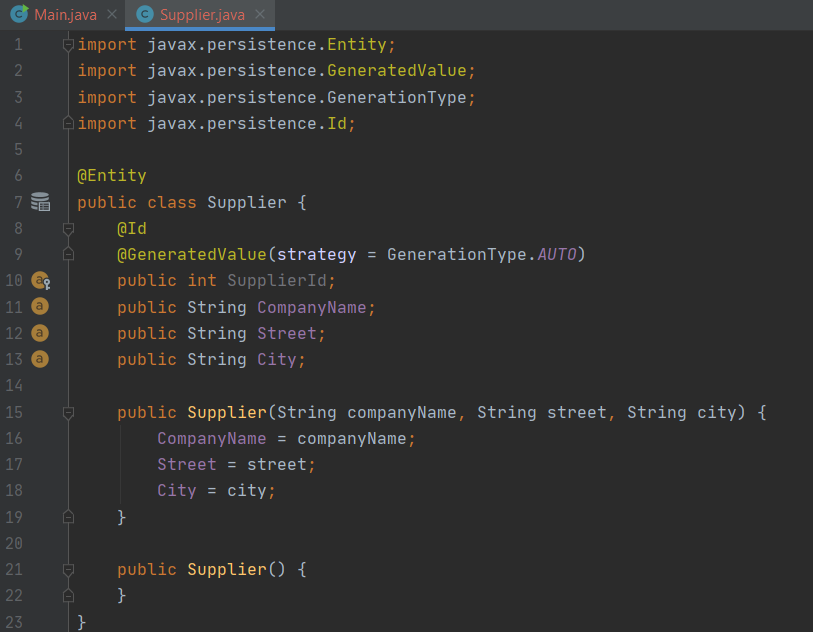 Main.java × Supplier.java ×
1 import javax.persistence.Entity;
2 import javax.persistence.GeneratedValue;
3 import javax.persistence.GenerationType;
4 import javax.persistence.Id;
5
6 @Entity
7 public class Supplier {
8 @Id
9 @GeneratedValue(strategy = GenerationType.AUTO)
10 public int SupplierId;
11 public String CompanyName;
12 public String Street;
13 public String City;
14
15 public Supplier(String companyName, String street, String city) {
16 CompanyName = companyName;
17 Street = street;
18 City = city;
19 }
20
21 public Supplier() {
22 }
23 }